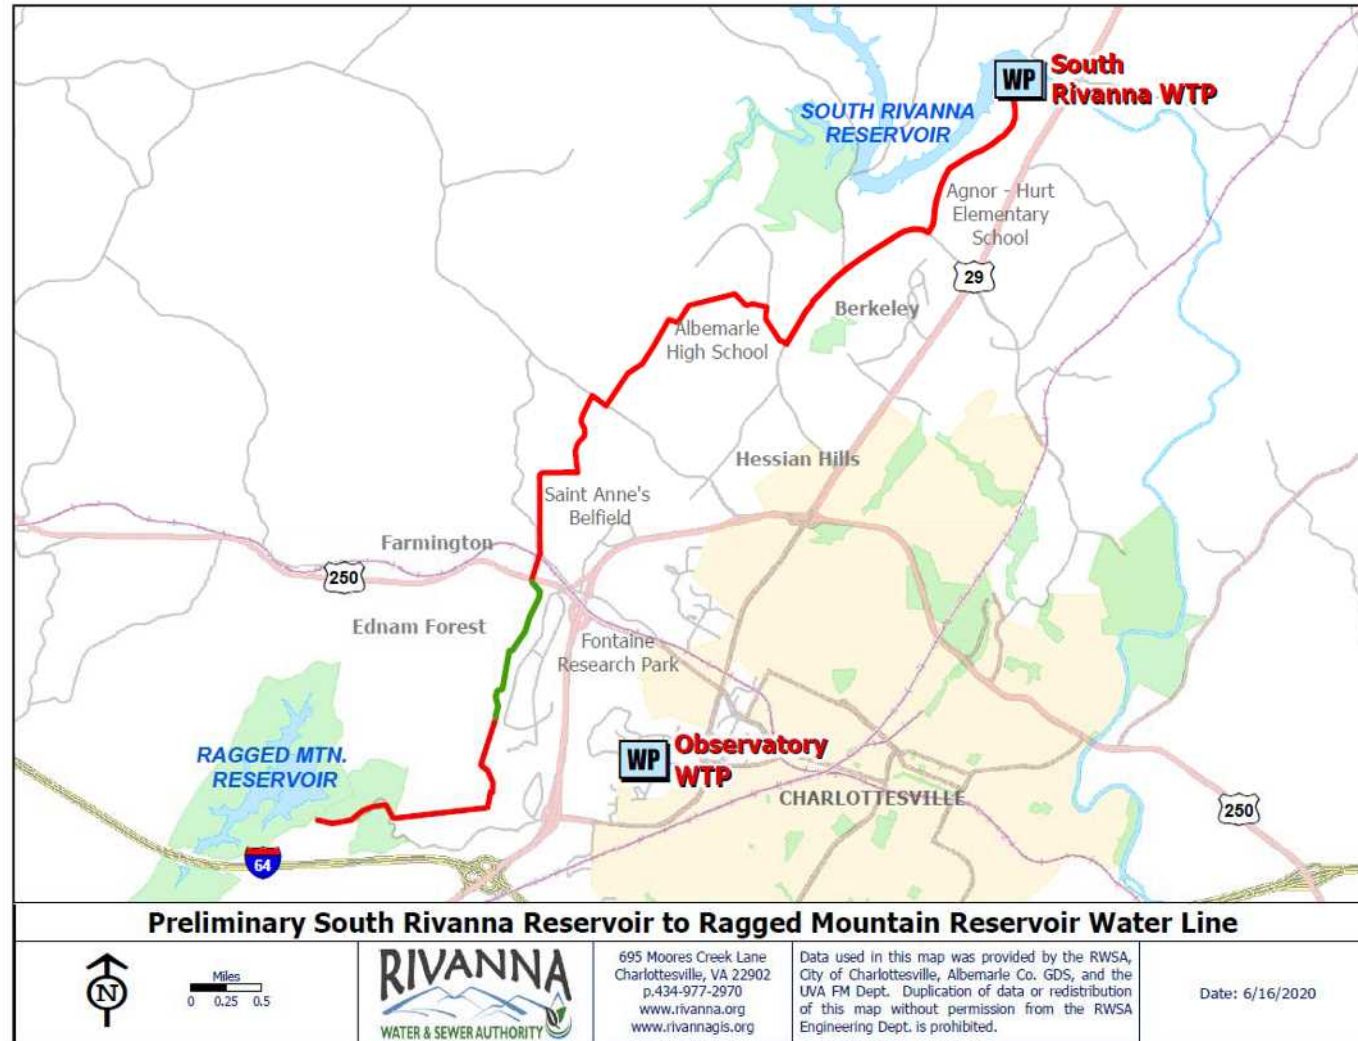 WP
South
Rivanna WTP
SOUTH RIVANNA
RESERVOIR
Agnor - Hurt
Elementary
School
29
Berkeley
Albemarle
High School
Hessian Hills
Saint Anne's
Belfield
Farmington
250
Ednam Forest
Fontaine
Research Park
RAGGED MTN.
RESERVOIR
WP
Observatory
WTP
CHARLOTTESVILLE
250
64
Preliminary South Rivanna Reservoir to Ragged Mountain Reservoir Water Line
N
Miles
0 0.25 0.5
RIVANNA
WATER & SEWER AUTHORITY
695 Moores Creek Lane
Charlottesville, VA 22902
p.434-977-2970
www.rivanna.org
www.rivannagis.org
Data used in this map was provided by the RWSA,
City of Charlottesville, Albemarle Co. GDS, and the
UVA FM Dept. Duplication of data or redistribution
of this map without permission from the RWSA
Engineering Dept. is prohibited.
Date: 6/16/2020